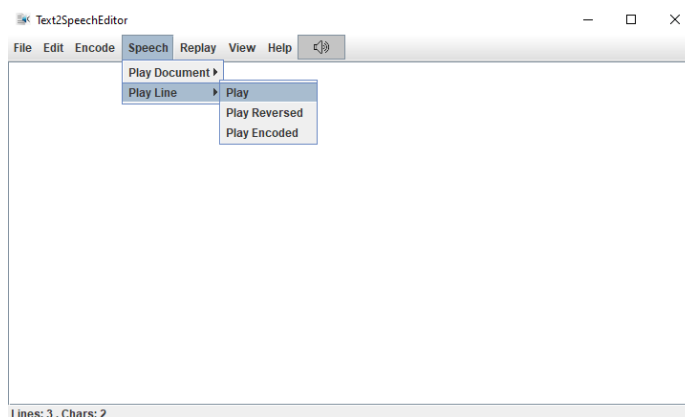 Text2SpeechEditor
File Edit Encode Speech Replay View Help
Play Document
Play Line
Play
Play Reversed
Play Encoded
Lines: 3 , Chars: 2